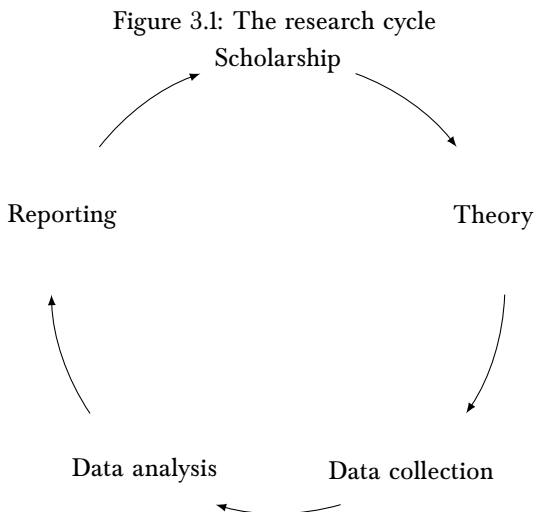 Figure 3.1: The research cycle
Scholarship
Reporting
Theory
Data analysis
Data collection